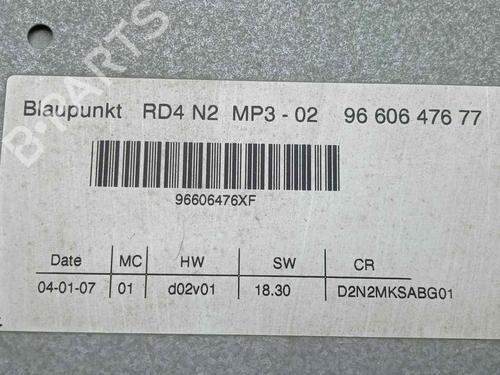 B-PARTS
Blaupunkt RD4 N2 MP3 - 02 96 606 476 77
96606476XF
Date MC HW SW CR
04-01-07 01 d02v01 18.30 D2N2MKSABG01